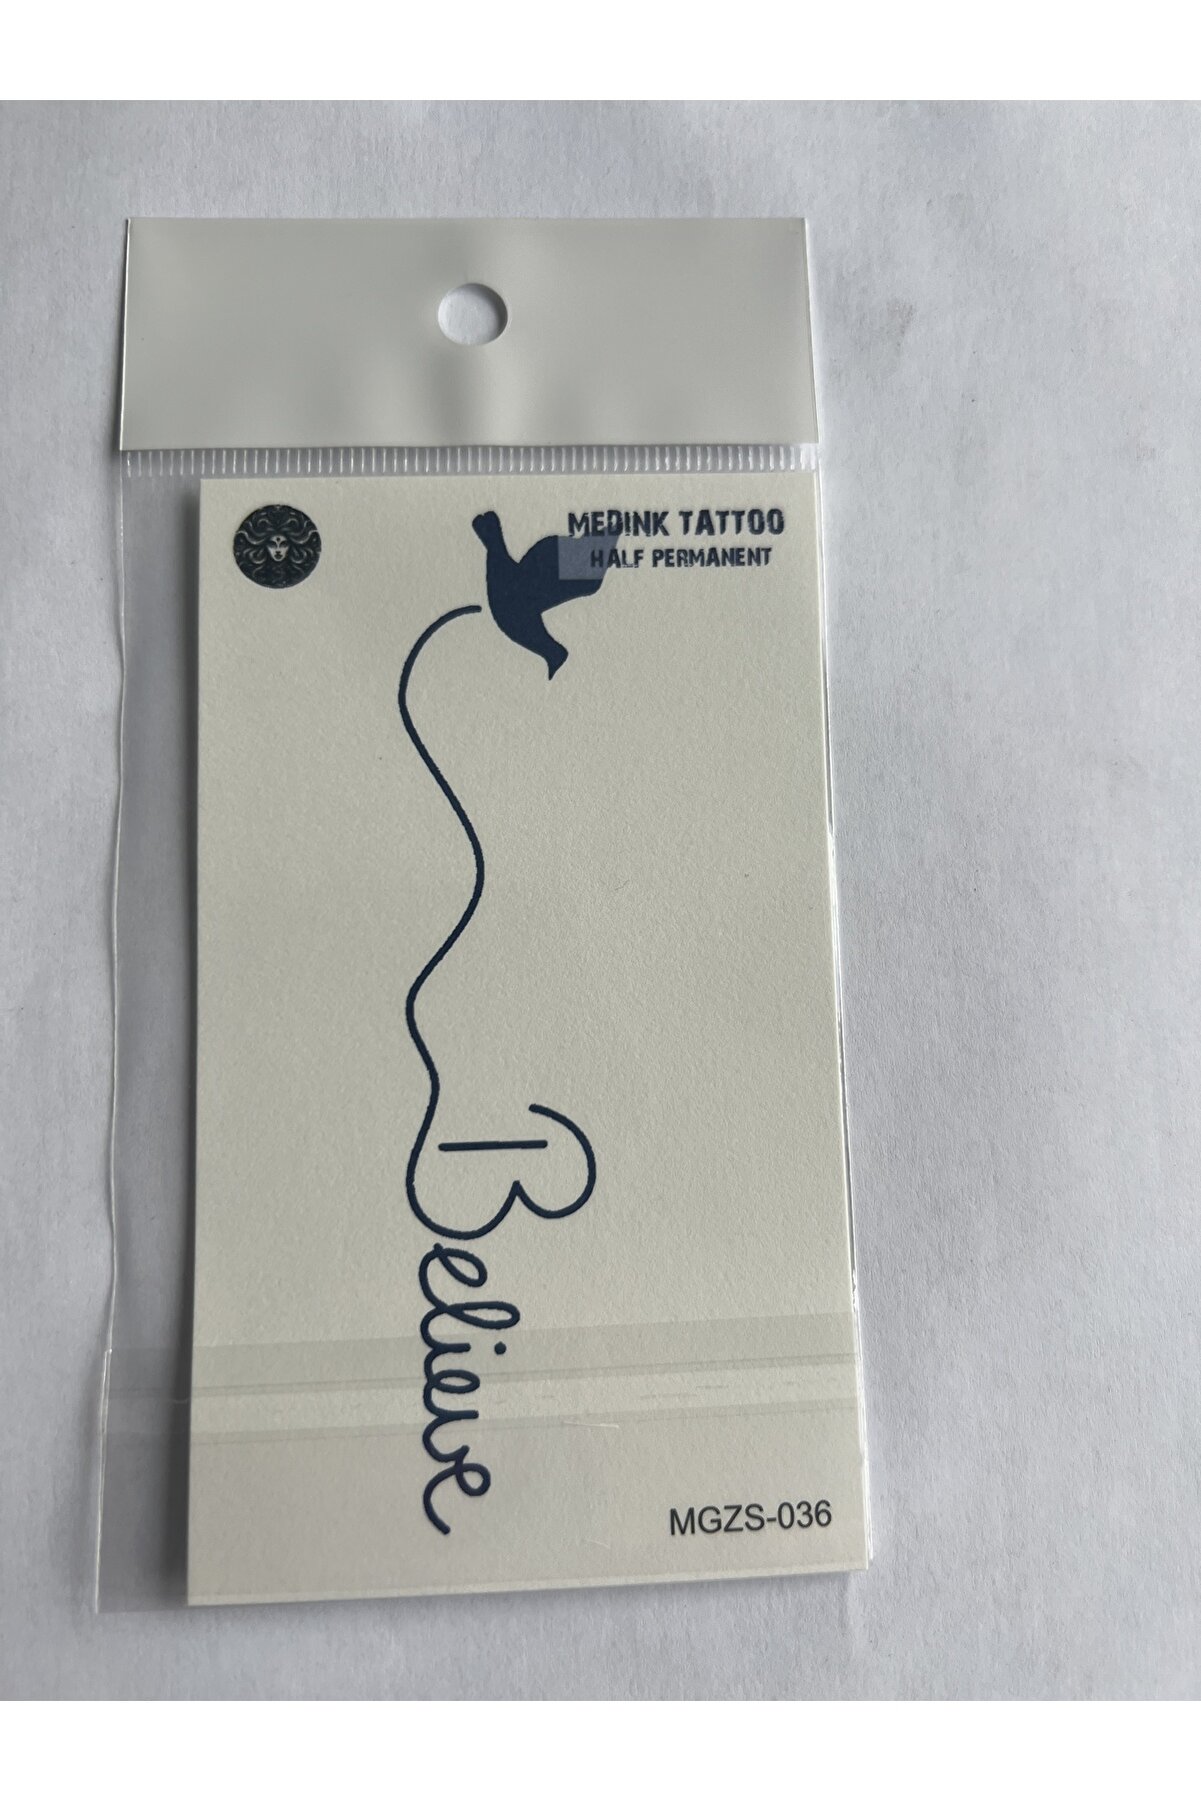 MEDINK TATTOO
HALF PERMANENT
Believe
MGZS-036